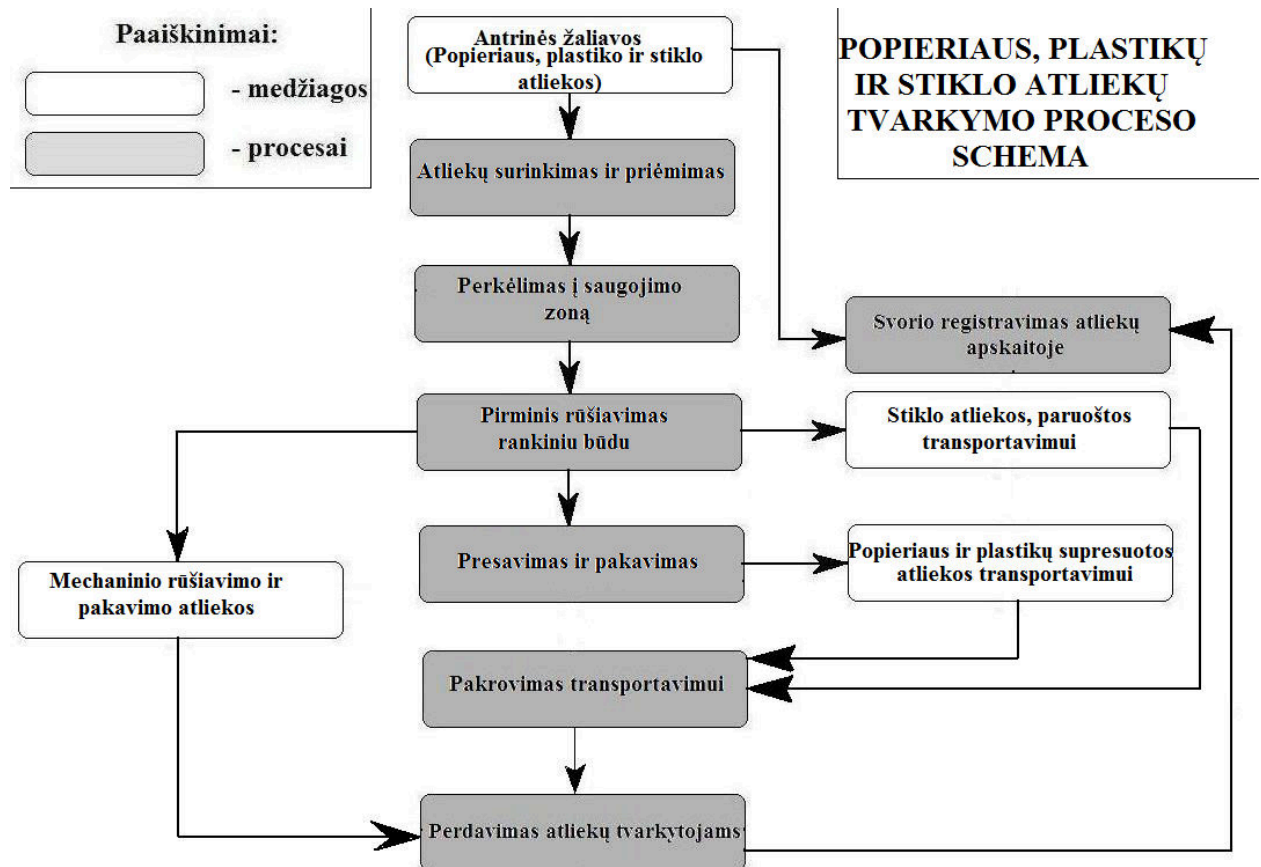 Paaiškinimai:
- medžiagos
- procesai
POPIERIAUS, PLASTIKŲ
IR STIKLO ATLIEKŲ
TVARKYMO PROCESO
SCHEMA
Antrinės žaliavos
(Popieriaus, plastiko ir stiklo
atliekos)
Atliekų surinkimas ir priėmimas
Perkėlimas į saugojimo
zoną
Svorio registravimas atliekų
apskaitoje
Pirminis rūšiavimas
rankiniu būdu
Stiklo atliekos, paruoštos
transportavimui
Presavimas ir pakavimas
Popieriaus ir plastikų supresuotos
atliekos transportavimui
Mechaninio rūšiavimo ir
pakavimo atliekos
Pakrovimas transportavimui
Perdavimas atliekų tvarkytojams